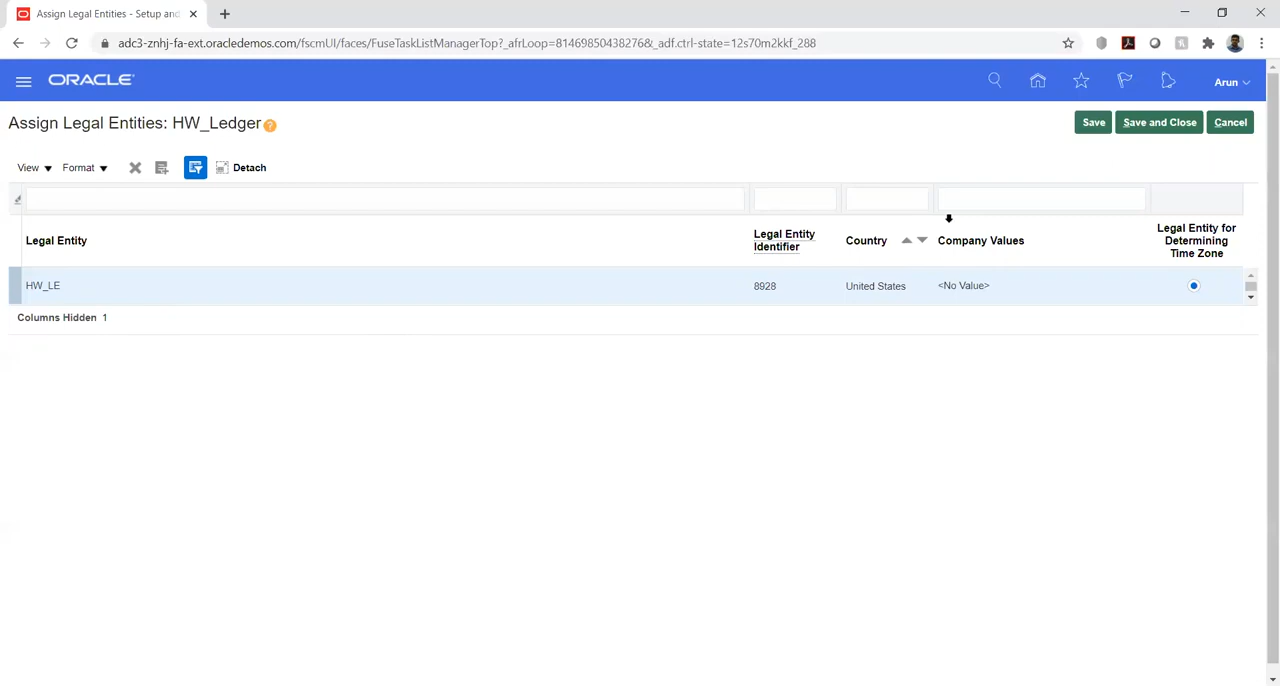 Assign Legal Entities - Setup and
adc3-znhj-fa-ext.oracledemos.com/fscmUI/faces/FuseTaskListManagerTop?_afrLoop=81469850438276&_adf.ctrl-state=12s70m2kkf_288
ORACLE
Arun
Assign Legal Entities: HW_Ledger
Save Save and Close Cancel
View Format Detach
Legal Entity Legal Entity Identifier Country Company Values Legal Entity for Determining Time Zone
HW_LE 8928 United States <No Value>
Columns Hidden 1